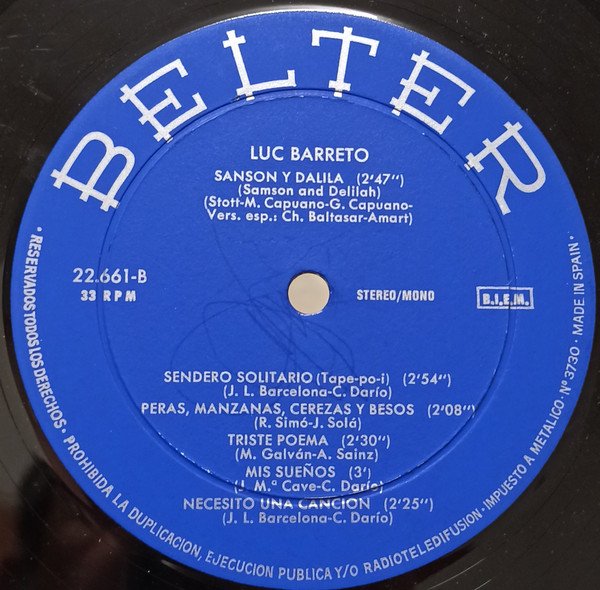 BELTER
LUC BARRETO
SANSON Y DALILA (2'47")
(Samson and Delilah)
(Stott-M. Capuano-G. Capuano-
Vers. esp.: Ch. Baltasar-Amart)
22.661-B
33 RPM
STEREO/MONO
B.I.E.M.
SENDERO SOLITARIO (Tape-po-i) (2'54")
(J. L. Barcelona-C. Darío)
PERAS, MANZANAS, CEREZAS Y BESOS (2'08")
(R. Simó-J. Solá)
TRISTE POEMA (2'30")
(M. Galván-A. Sainz)
MIS SUEÑOS (3')
(J. M.ª Cave-C. Darío)
NECESITO UNA CANCION (2'25")
(J. L. Barcelona-C. Darío)
• RESERVADOS TODOS LOS DERECHOS • PROHIBIDA LA DUPLICACION, EJECUCION PUBLICA Y/O RADIOTELEDIFUSION • IMPUESTO A METALICO • Nº 3730 • MADE IN SPAIN •